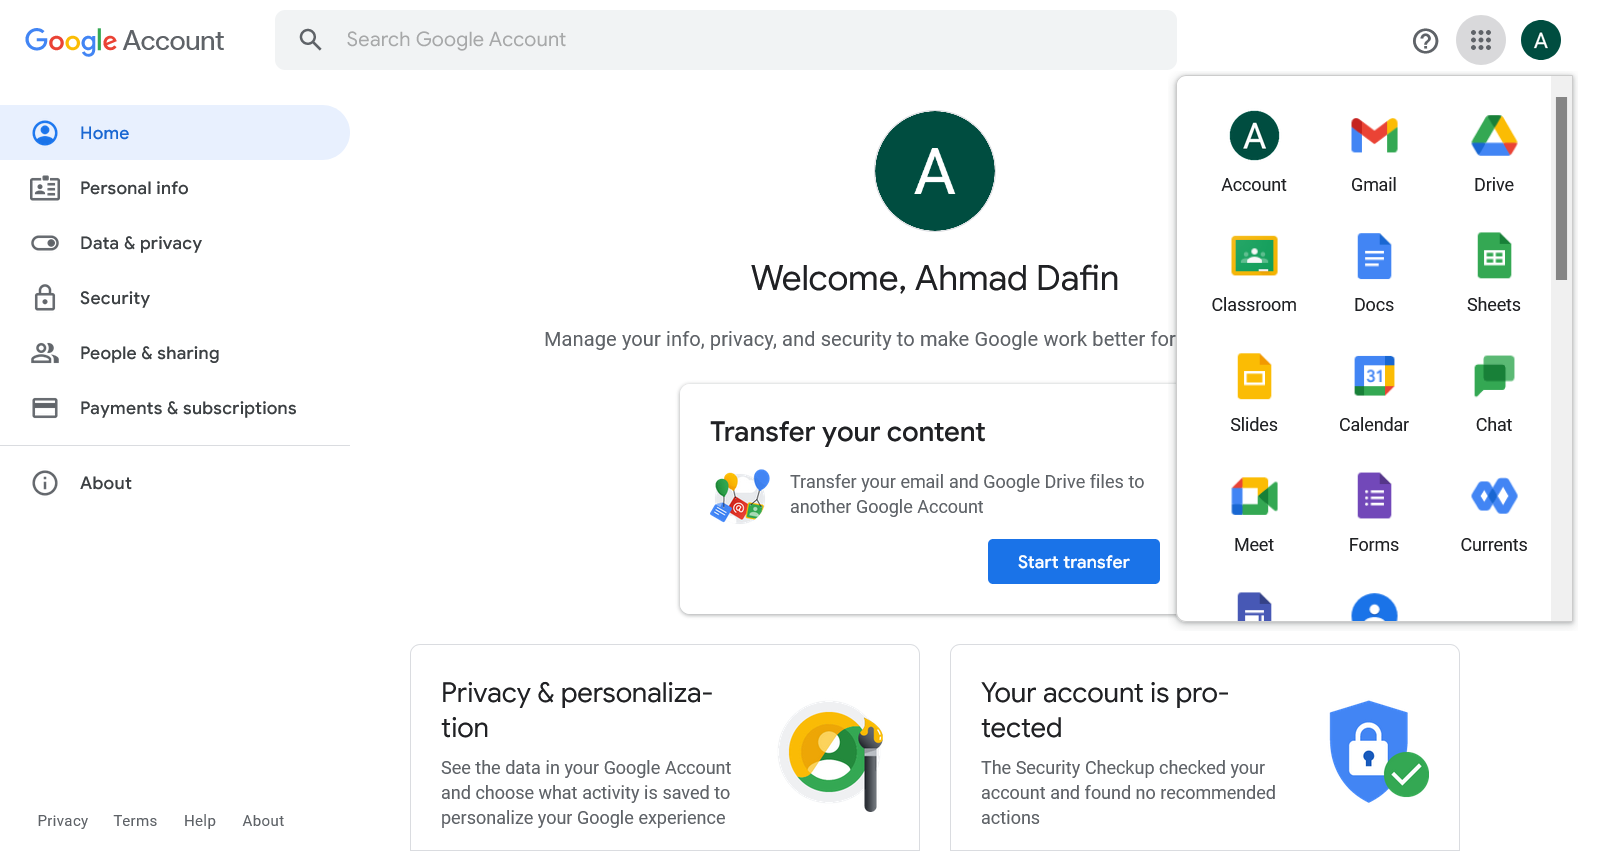 Google Account
Search Google Account
A
Home
Personal info
Data & privacy
Security
People & sharing
Payments & subscriptions
About
A
Welcome, Ahmad Dafin
Manage your info, privacy, and security to make Google work better for
Transfer your content
Transfer your email and Google Drive files to
another Google Account
Start transfer
A
Account
Gmail
Drive
Classroom
Docs
Sheets
Slides
31
Calendar
Chat
Meet
Forms
Currents
Privacy & personaliza-
tion
See the data in your Google Account
and choose what activity is saved to
personalize your Google experience
Your account is pro-
tected
The Security Checkup checked your
account and found no recommended
actions
Privacy
Terms
Help
About